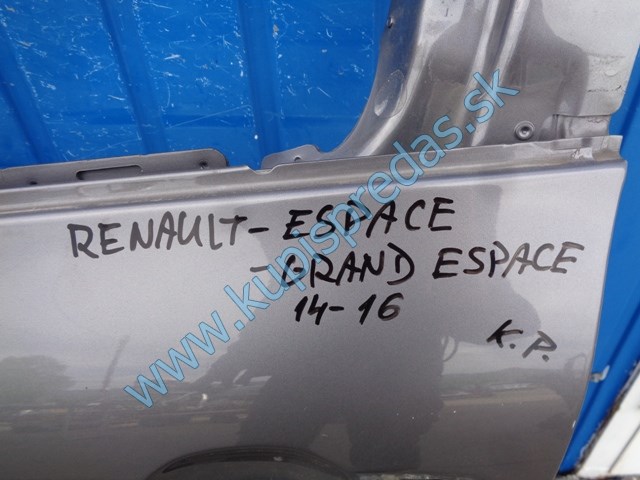 RENAULT - ESPACE
- GRAND ESPACE
14-16
K.P.
www.kupispredas.sk